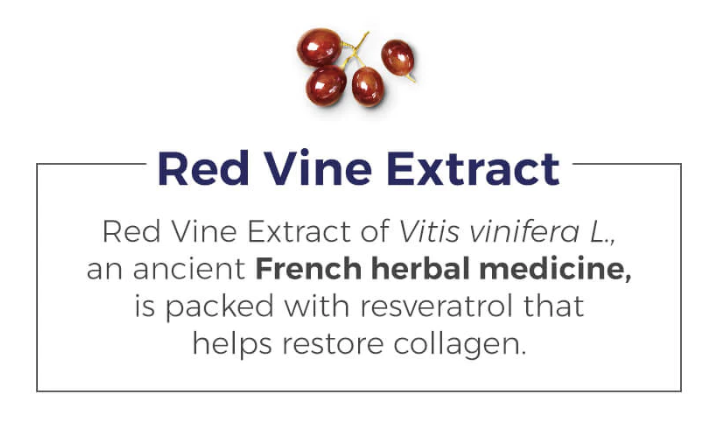 Red Vine Extract
Red Vine Extract of Vitis vinifera L.,
an ancient French herbal medicine,
is packed with resveratrol that
helps restore collagen.